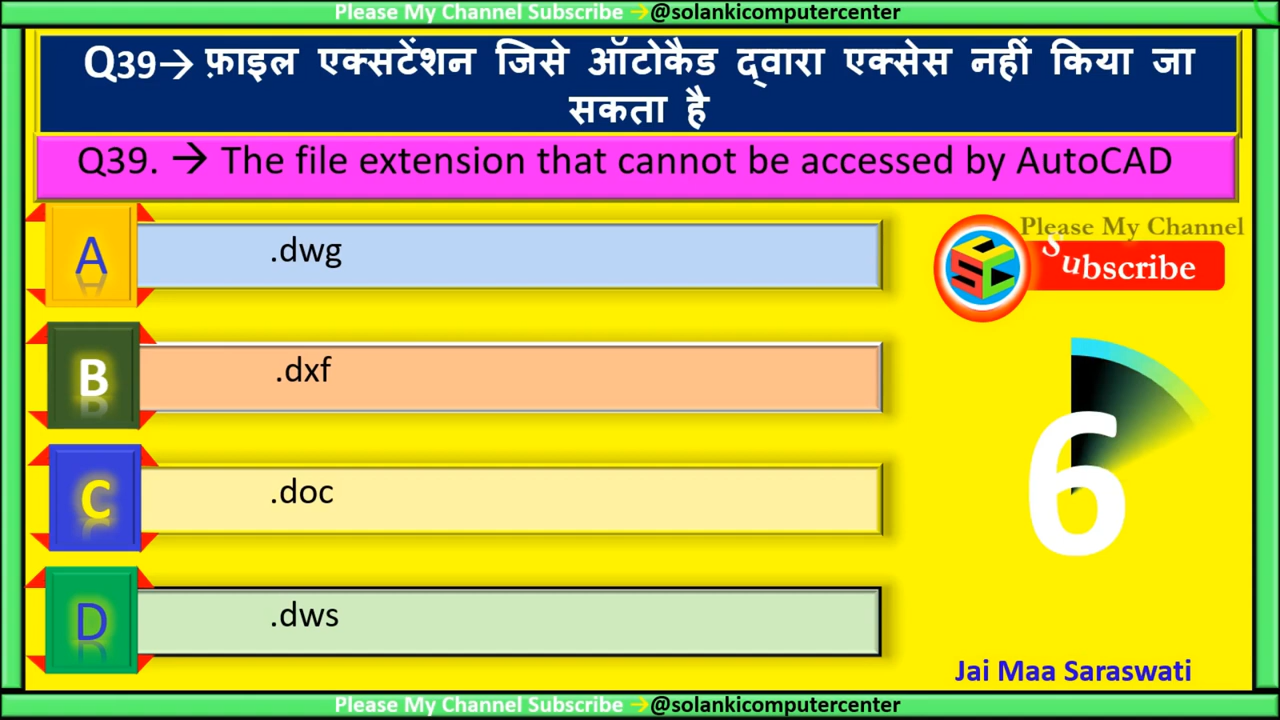 Please My Channel Subscribe →@solankicomputercenter
Q39→ फ़ाइल एक्सटेंशन जिसे ऑटोकैड द्वारा एक्सेस नहीं किया जा
सकता है
Q39. → The file extension that cannot be accessed by AutoCAD
A .dwg
Please My Channel
Subscribe
SCC
B .dxf
6
C .doc
D .dws
Jai Maa Saraswati
Please My Channel Subscribe →@solankicomputercenter